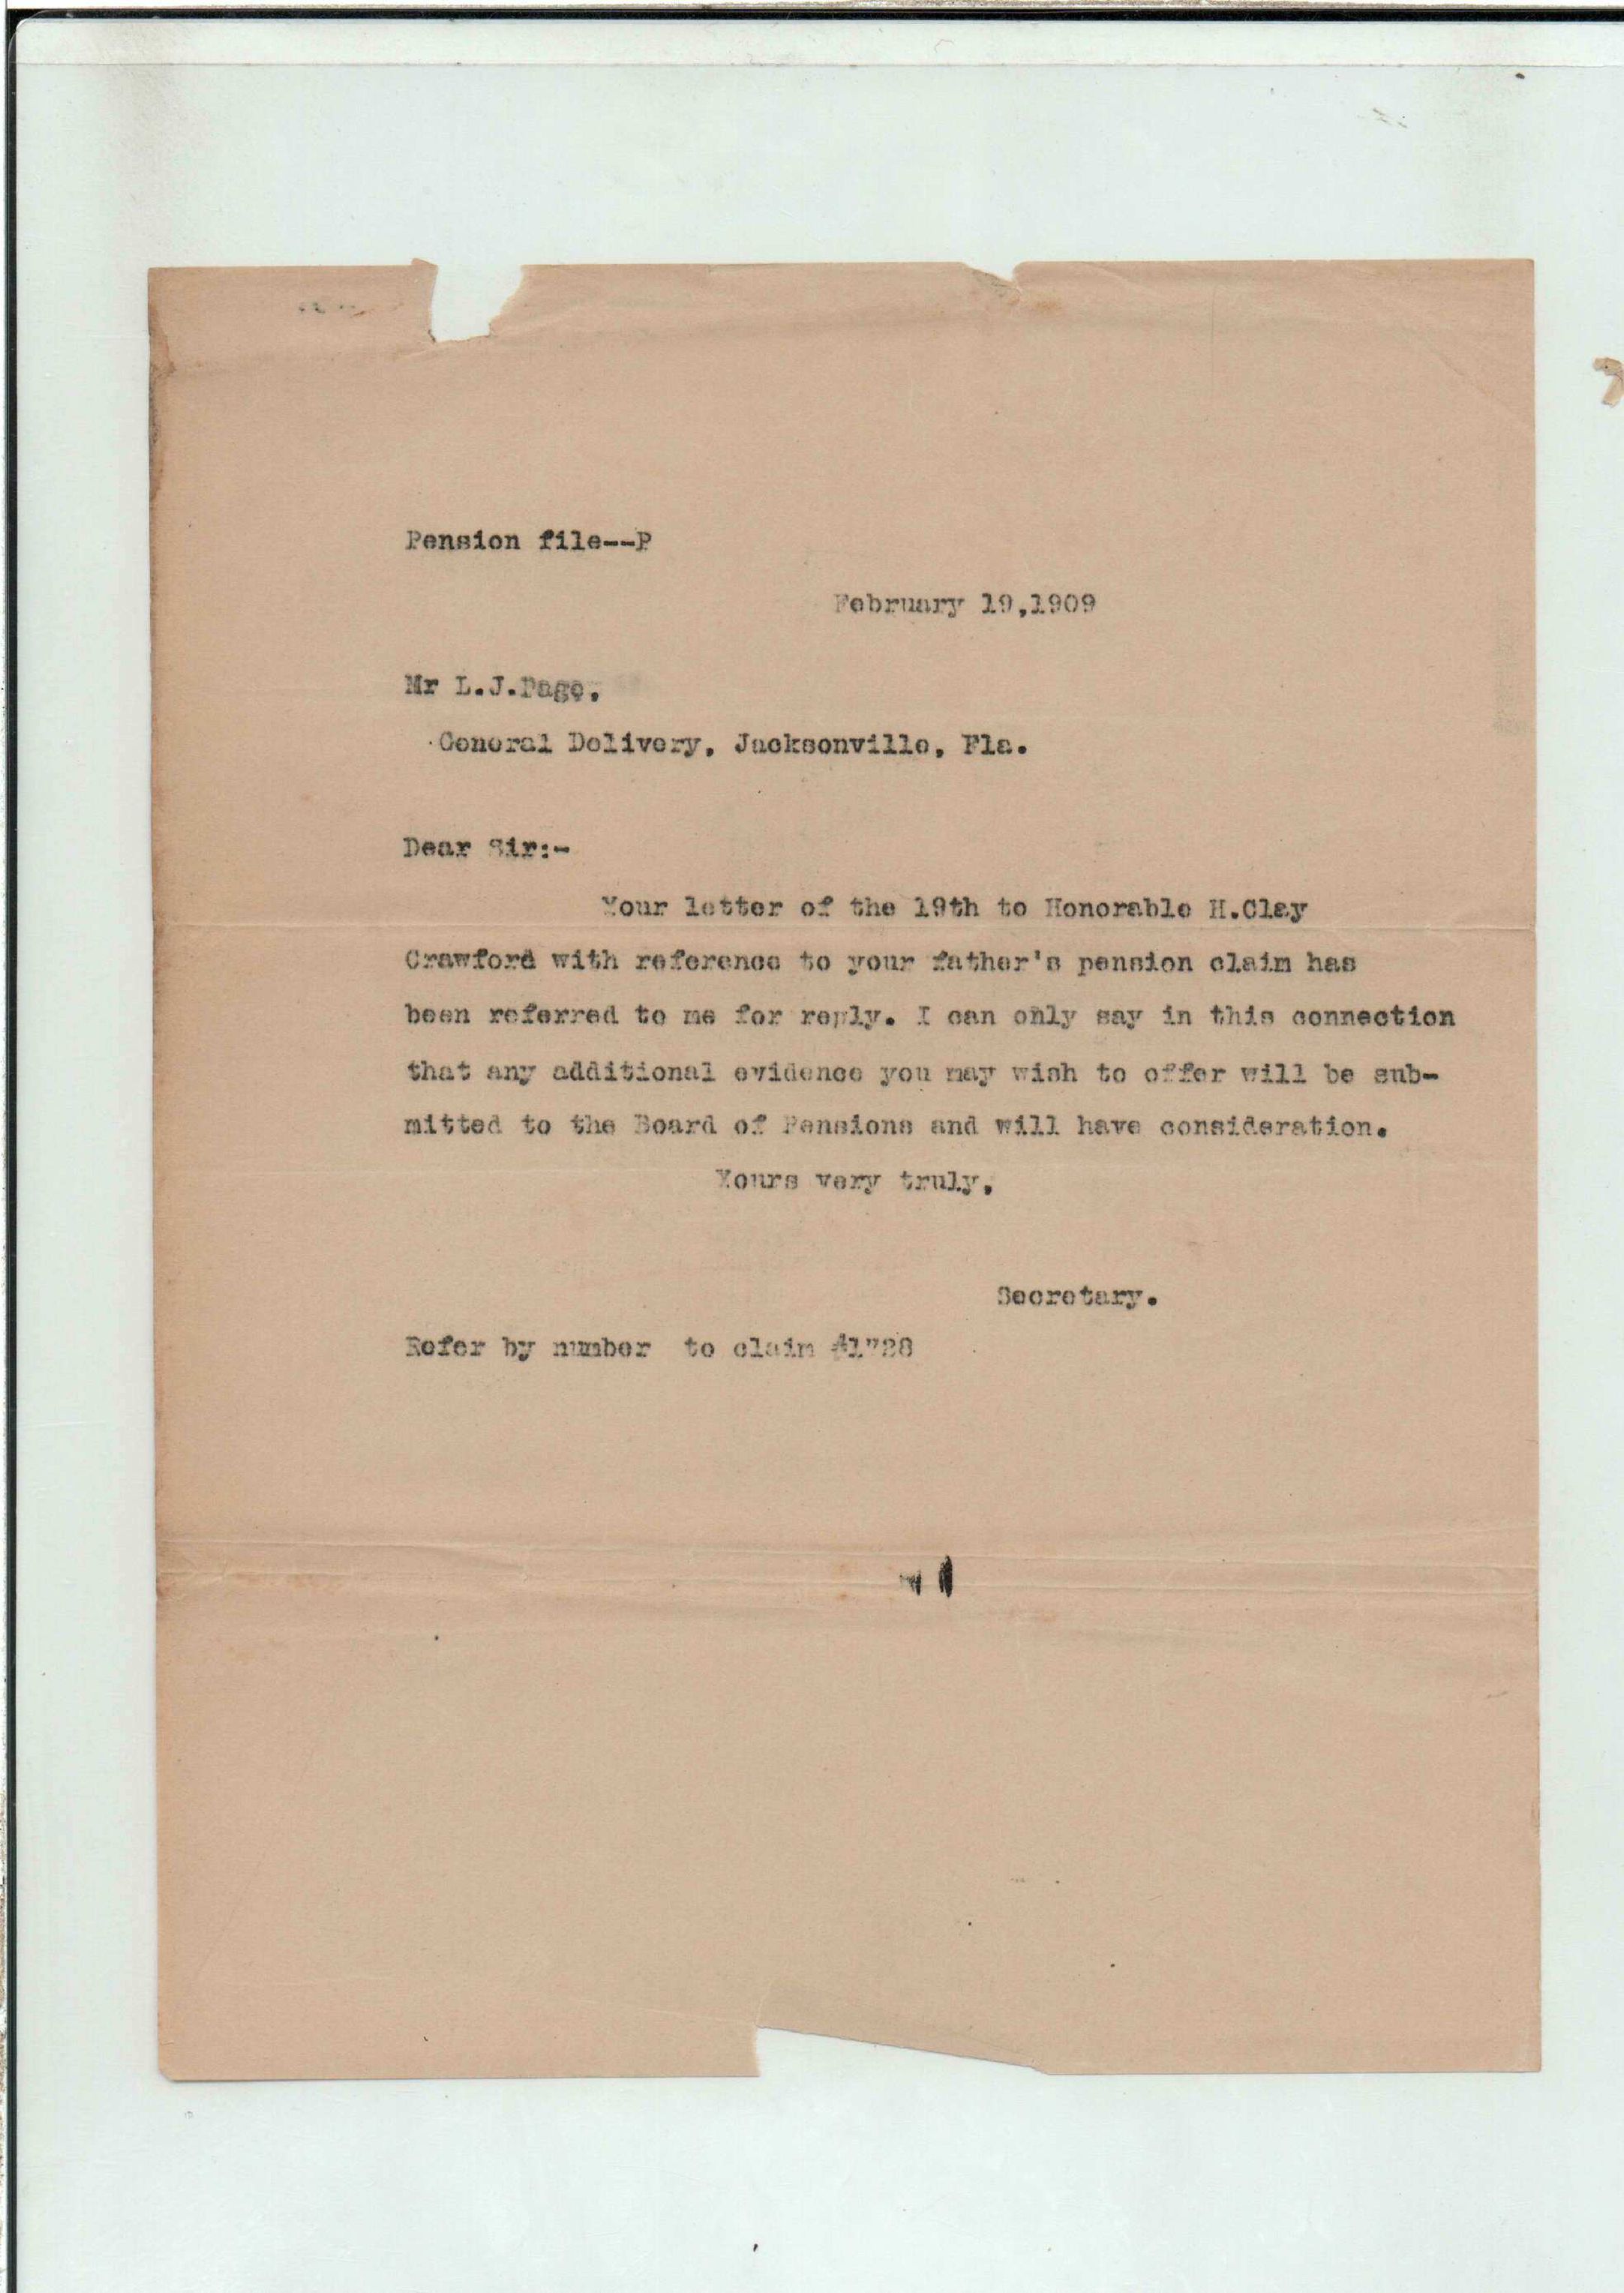 Pension file--P
February 19,1909
Mr L.J.Page,
General Delivery, Jacksonville, Fla.
Dear Sir:-
Your letter of the 19th to Honorable H.Clay
Crawford with reference to your father's pension claim has
been referred to me for reply. I can only say in this connection
that any additional evidence you may wish to offer will be sub-
mitted to the Board of Pensions and will have consideration.
Yours very truly,
Secretary.
Refer by number to claim #1728